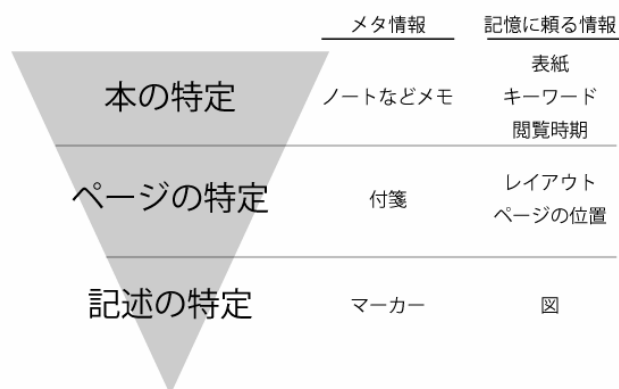 メタ情報
記憶に頼る情報
本の特定
ノートなどメモ
表紙
キーワード
閲覧時期
ページの特定
付箋
レイアウト
ページの位置
記述の特定
マーカー
図